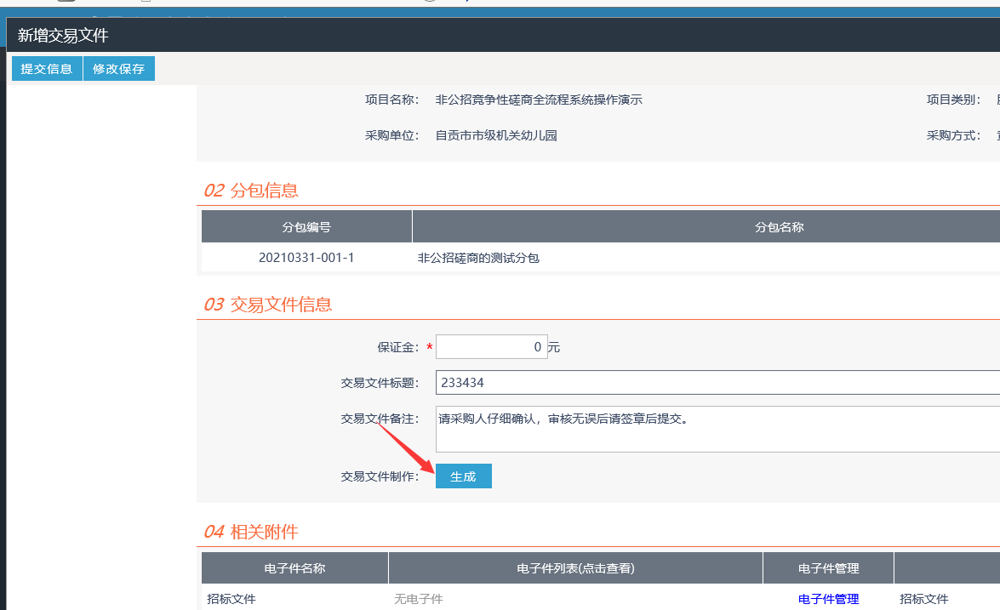 新增交易文件
提交信息 修改保存
项目名称： 非公招竞争性磋商全流程系统操作演示 项目类别：
采购单位： 自贡市市级机关幼儿园 采购方式：
02 分包信息
分包编号 分包名称
20210331-001-1 非公招磋商的测试分包
03 交易文件信息
保证金：* 0 元
交易文件标题： 233434
交易文件备注： 请采购人仔细确认，审核无误后请签章后提交。
交易文件制作： 生成
04 相关附件
电子件名称 电子件列表(点击查看) 电子件管理
招标文件 无电子件 电子件管理 招标文件